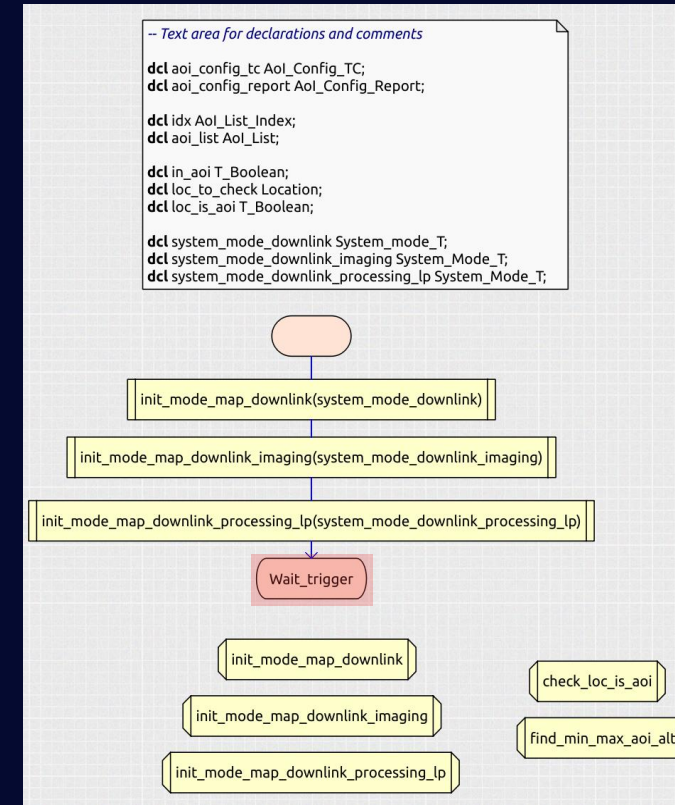 -- Text area for declarations and comments
dcl aoi_config_tc AoI_Config_TC;
dcl aoi_config_report AoI_Config_Report;
dcl idx AoI_List_Index;
dcl aoi_list AoI_List;
dcl in_aoi T_Boolean;
dcl loc_to_check Location;
dcl loc_is_aoi T_Boolean;
dcl system_mode_downlink System_mode_T;
dcl system_mode_downlink_imaging System_Mode_T;
dcl system_mode_downlink_processing_lp System_Mode_T;
init_mode_map_downlink(system_mode_downlink)
init_mode_map_downlink_imaging(system_mode_downlink_imaging)
init_mode_map_downlink_processing_lp(system_mode_downlink_processing_lp)
Wait_trigger
init_mode_map_downlink
check_loc_is_aoi
init_mode_map_downlink_imaging
find_min_max_aoi_alt
init_mode_map_downlink_processing_lp